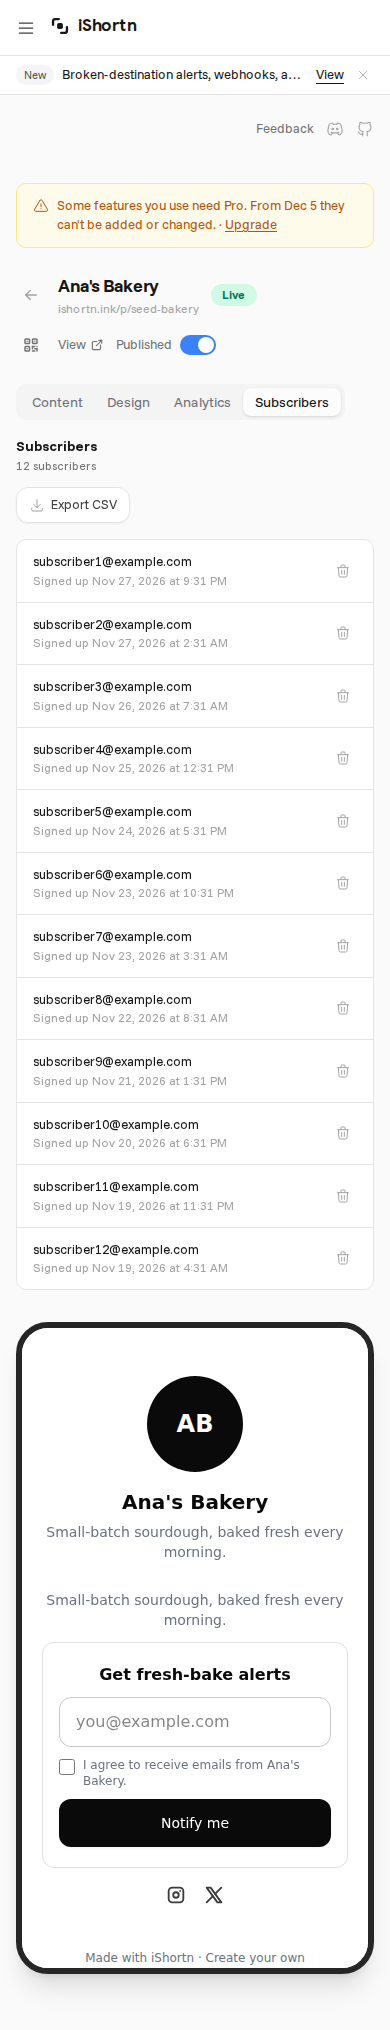 iShortn
New Broken-destination alerts, webhooks, a... View
Feedback
Some features you use need Pro. From Dec 5 they
can't be added or changed. · Upgrade
Ana's Bakery
ishortn.ink/p/seed-bakery
Live
View Published
Content Design Analytics Subscribers
Subscribers
12 subscribers
Export CSV
subscriber1@example.com
Signed up Nov 27, 2026 at 9:31 PM
subscriber2@example.com
Signed up Nov 27, 2026 at 2:31 AM
subscriber3@example.com
Signed up Nov 26, 2026 at 7:31 AM
subscriber4@example.com
Signed up Nov 25, 2026 at 12:31 PM
subscriber5@example.com
Signed up Nov 24, 2026 at 5:31 PM
subscriber6@example.com
Signed up Nov 23, 2026 at 10:31 PM
subscriber7@example.com
Signed up Nov 23, 2026 at 3:31 AM
subscriber8@example.com
Signed up Nov 22, 2026 at 8:31 AM
subscriber9@example.com
Signed up Nov 21, 2026 at 1:31 PM
subscriber10@example.com
Signed up Nov 20, 2026 at 6:31 PM
subscriber11@example.com
Signed up Nov 19, 2026 at 11:31 PM
subscriber12@example.com
Signed up Nov 19, 2026 at 4:31 AM
AB
Ana's Bakery
Small-batch sourdough, baked fresh every
morning.
Small-batch sourdough, baked fresh every
morning.
Get fresh-bake alerts
you@example.com
I agree to receive emails from Ana's
Bakery.
Notify me
Made with iShortn · Create your own